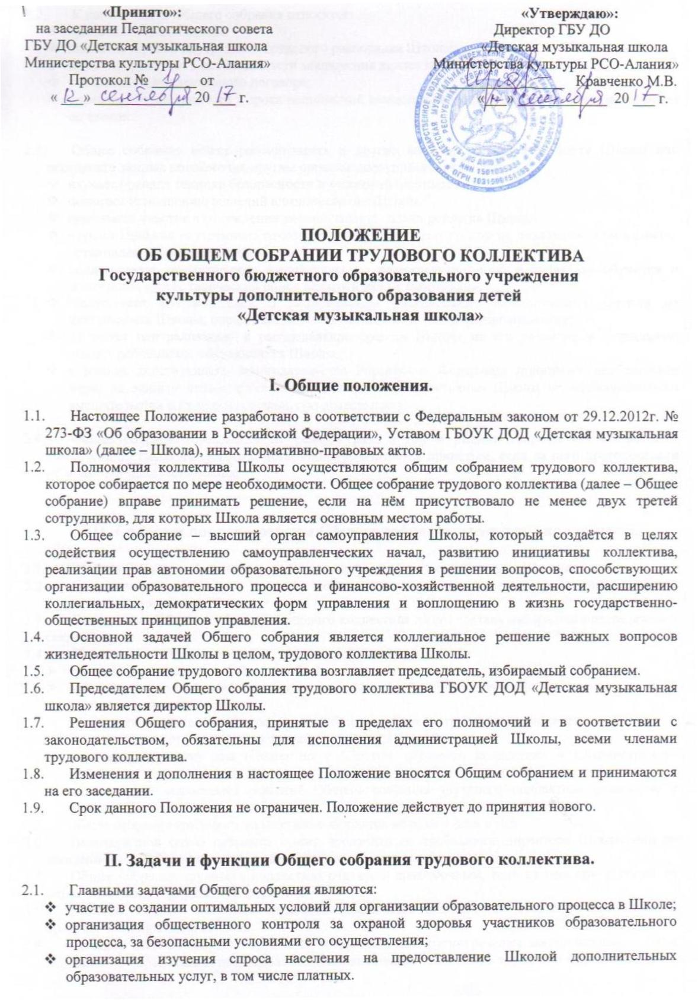 «Принято»:
на заседании Педагогического совета
ГБУ ДО «Детская музыкальная школа
Министерства культуры РСО-Алания»
Протокол № от
« 12 » сентября 20 17 г.
«Утверждаю»:
Директор ГБУ ДО
«Детская музыкальная школа
Министерства культуры РСО-Алания»
Кравченко М.В.
« 12 » сентября 20 17 г.
ПОЛОЖЕНИЕ
ОБ ОБЩЕМ СОБРАНИИ ТРУДОВОГО КОЛЛЕКТИВА
Государственного бюджетного образовательного учреждения
культуры дополнительного образования детей
«Детская музыкальная школа»
I. Общие положения.
1.1. Настоящее Положение разработано в соответствии с Федеральным законом от 29.12.2012г. №
273-ФЗ «Об образовании в Российской Федерации», Уставом ГБОУК ДОД «Детская музыкальная
школа» (далее – Школа), иных нормативно-правовых актов.
1.2. Полномочия коллектива Школы осуществляются общим собранием трудового коллектива,
которое собирается по мере необходимости. Общее собрание трудового коллектива (далее – Общее
собрание) вправе принимать решение, если на нём присутствовало не менее двух третей
сотрудников, для которых Школа является основным местом работы.
1.3. Общее собрание – высший орган самоуправления Школы, который создаётся в целях
содействия осуществлению самоуправленческих начал, развитию инициативы коллектива,
реализации прав автономии образовательного учреждения в решении вопросов, способствующих
организации образовательного процесса и финансово-хозяйственной деятельности, расширению
коллегиальных, демократических форм управления и воплощению в жизнь государственно-
общественных принципов управления.
1.4. Основной задачей Общего собрания является коллегиальное решение важных вопросов
жизнедеятельности Школы в целом, трудового коллектива Школы.
1.5. Общее собрание трудового коллектива возглавляет председатель, избираемый собранием.
1.6. Председателем Общего собрания трудового коллектива ГБОУК ДОД «Детская музыкальная
школа» является директор Школы.
1.7. Решения Общего собрания, принятые в пределах его полномочий и в соответствии с
законодательством, обязательны для исполнения администрацией Школы, всеми членами
трудового коллектива.
1.8. Изменения и дополнения в настоящее Положение вносятся Общим собранием и принимаются
на его заседании.
1.9. Срок данного Положения не ограничен. Положение действует до принятия нового.
II. Задачи и функции Общего собрания трудового коллектива.
2.1. Главными задачами Общего собрания являются:
❖ участие в создании оптимальных условий для организации образовательного процесса в Школе;
❖ организация общественного контроля за охраной здоровья участников образовательного
процесса, за безопасными условиями его осуществления;
❖ организация изучения спроса населения на предоставление Школой дополнительных
образовательных услуг, в том числе платных.